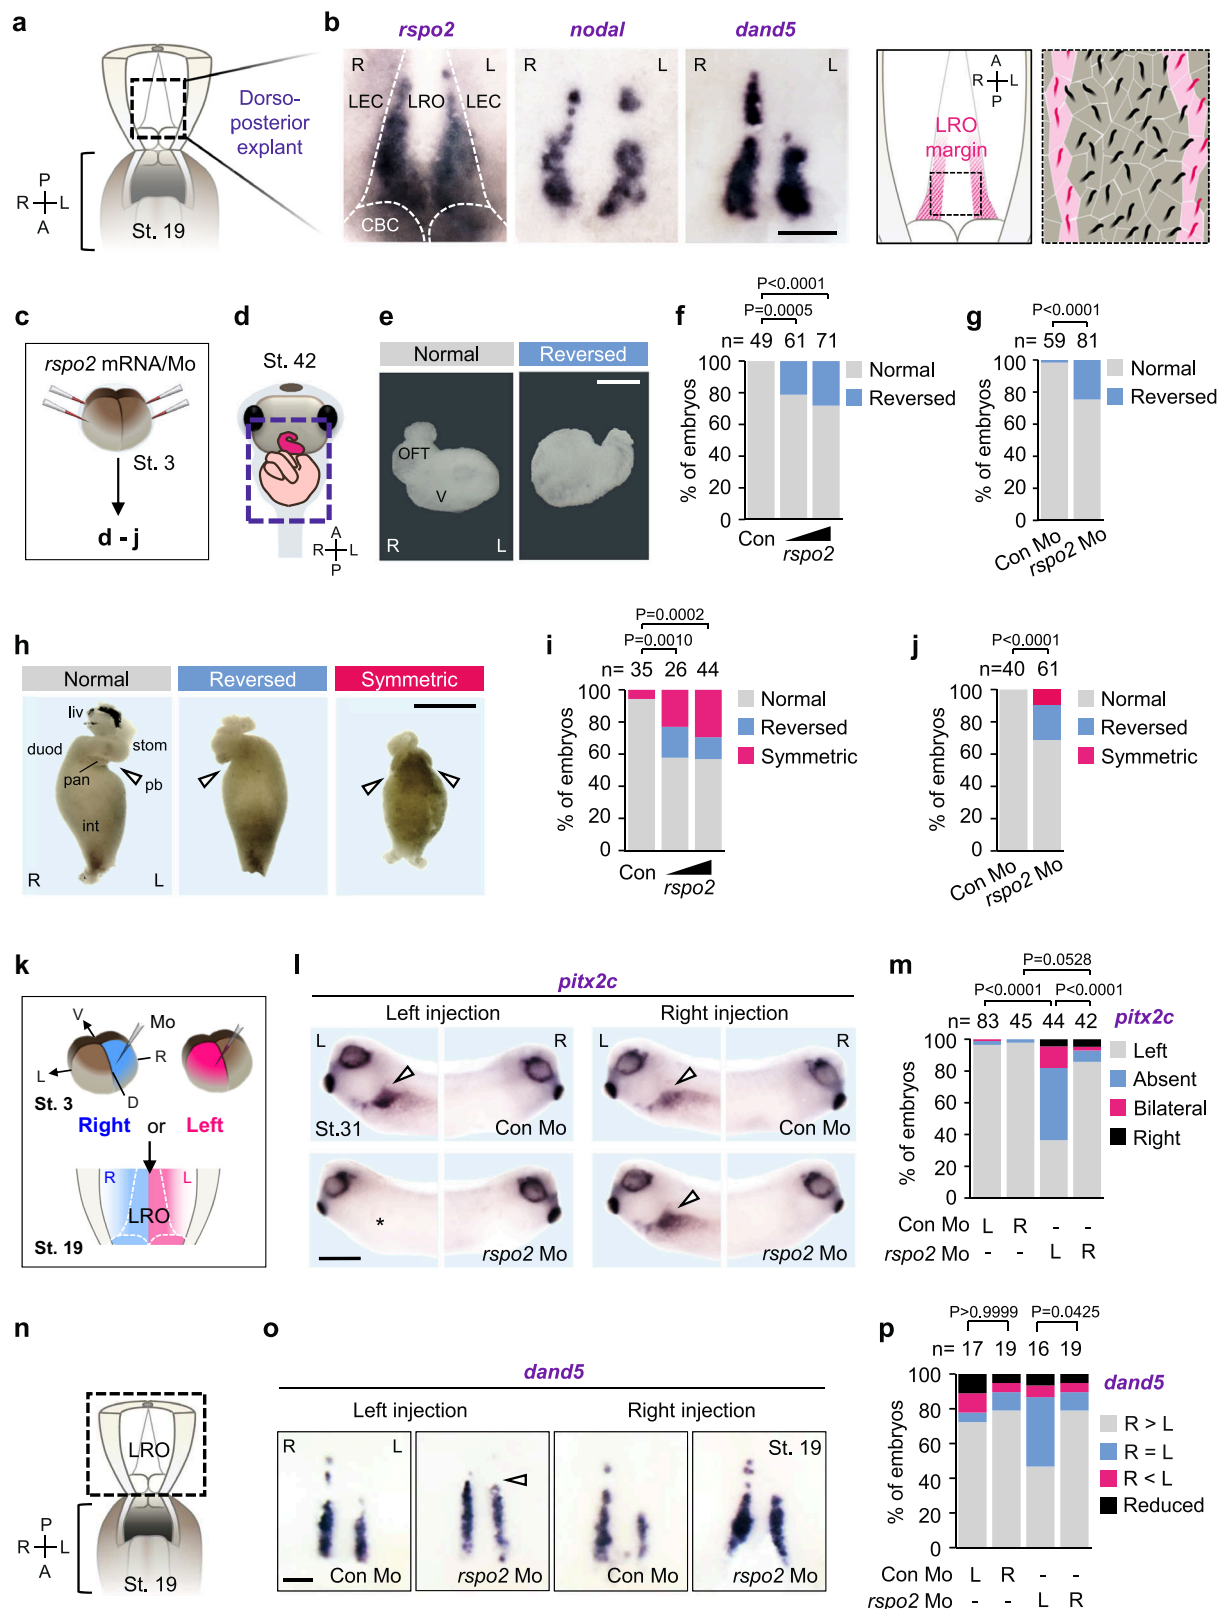 a
Dorso-
posterior
explant
P
R
L
A
St. 19
b
rspo2
nodal
dand5
R
L
LEC
LRO
LEC
CBC
R
L
R
L
A
R
L
P
LRO
margin
c
rspo2 mRNA/Mo
St. 3
d - j
d
St. 42
A
R
L
P
e
Normal
Reversed
OFT
V
R
L
f
P<0.0001
P=0.0005
n= 49 61 71
% of embryos
100
80
60
40
20
0
Normal
Reversed
Con
rspo2
g
P<0.0001
n= 59 81
% of embryos
100
80
60
40
20
0
Normal
Reversed
Con Mo
rspo2 Mo
h
Normal
Reversed
Symmetric
liv
duod
stom
pan
pb
int
R
L
i
P=0.0002
P=0.0010
n= 35 26 44
% of embryos
100
80
60
40
20
0
Normal
Reversed
Symmetric
Con
rspo2
j
P<0.0001
n=40 61
% of embryos
100
80
60
40
20
0
Normal
Reversed
Symmetric
Con Mo
rspo2 Mo
k
V
Mo
R
L
D
St. 3
Right or Left
R
L
LRO
St. 19
l
pitx2c
Left injection
Right injection
L
R
St.31
Con Mo
Con Mo
*
rspo2 Mo
rspo2 Mo
m
P=0.0528
P<0.0001
P<0.0001
n= 83 45 44 42
pitx2c
% of embryos
100
80
60
40
20
0
Left
Absent
Bilateral
Right
Con Mo L R - -
rspo2 Mo - - L R
n
LRO
P
R
L
A
St. 19
o
dand5
Left injection
Right injection
R
L
St. 19
Con Mo
rspo2 Mo
Con Mo
rspo2 Mo
p
P>0.9999
P=0.0425
n= 17 19 16 19
dand5
% of embryos
100
80
60
40
20
0
R > L
R = L
R < L
Reduced
Con Mo L R - -
rspo2 Mo - - L R